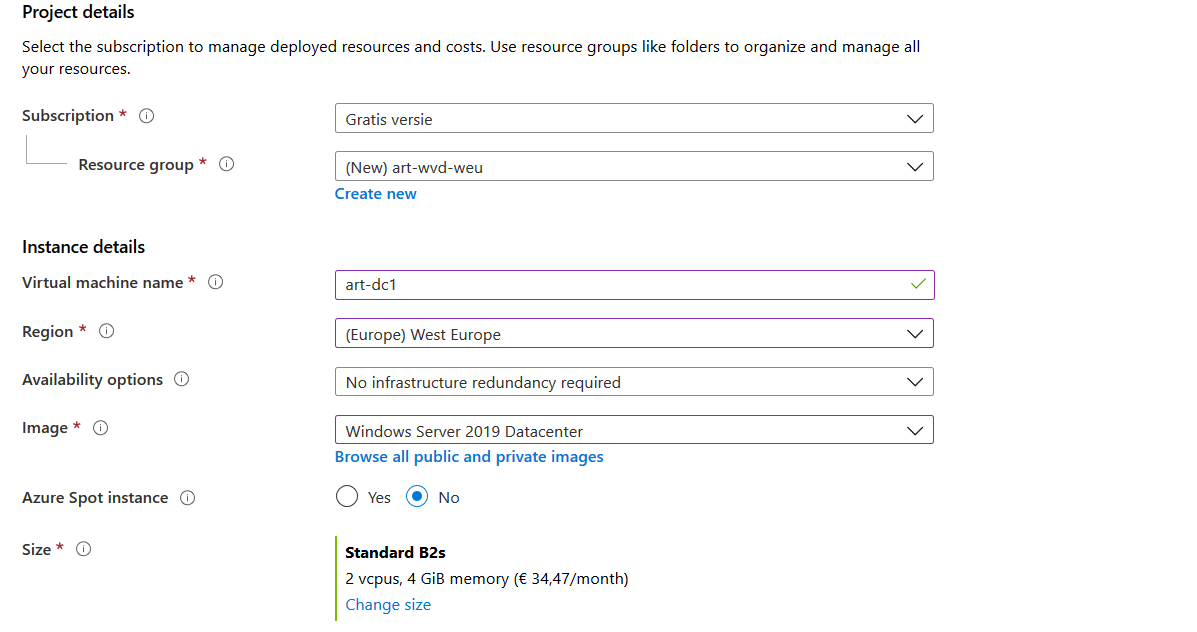 Project details
Select the subscription to manage deployed resources and costs. Use resource groups like folders to organize and manage all
your resources.
Subscription *
Gratis versie
Resource group *
(New) art-wvd-weu
Create new
Instance details
Virtual machine name *
art-dc1
Region *
(Europe) West Europe
Availability options
No infrastructure redundancy required
Image *
Windows Server 2019 Datacenter
Browse all public and private images
Azure Spot instance
Yes No
Size *
Standard B2s
2 vcpus, 4 GiB memory (€ 34,47/month)
Change size